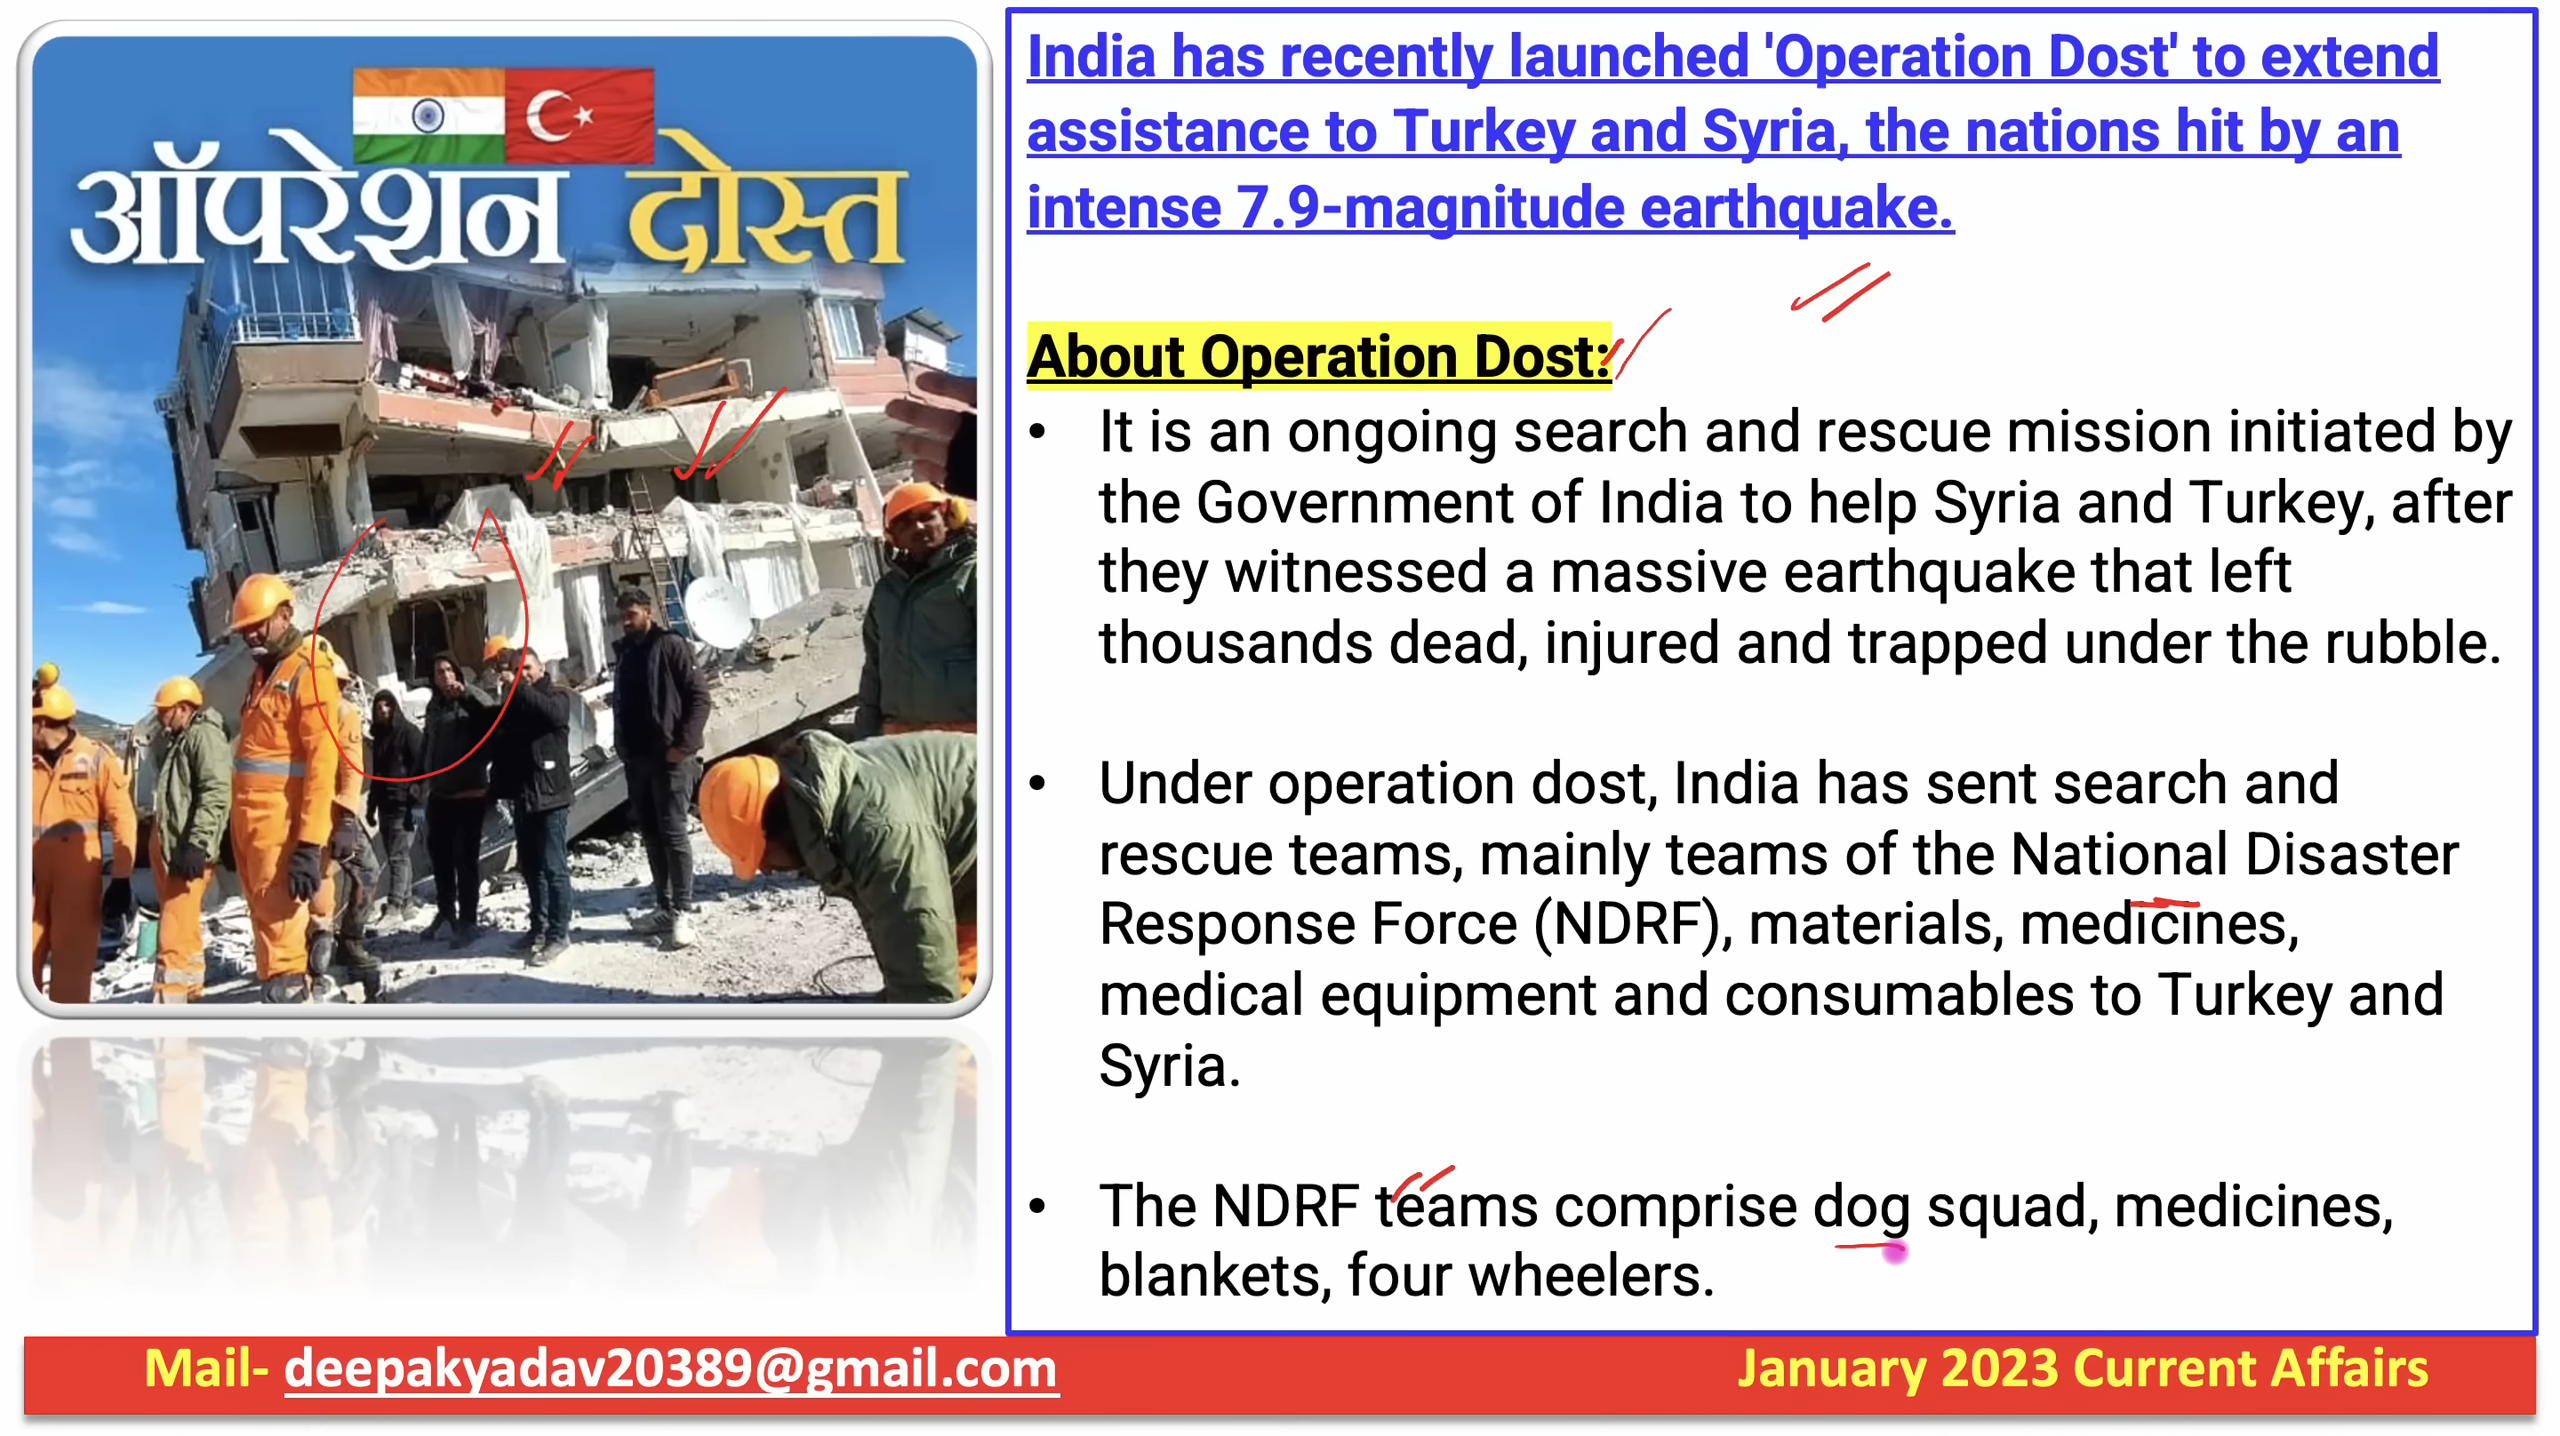 ऑपरेशन दोस्त
India has recently launched 'Operation Dost' to extend
assistance to Turkey and Syria, the nations hit by an
intense 7.9-magnitude earthquake.
About Operation Dost:
• It is an ongoing search and rescue mission initiated by
the Government of India to help Syria and Turkey, after
they witnessed a massive earthquake that left
thousands dead, injured and trapped under the rubble.
• Under operation dost, India has sent search and
rescue teams, mainly teams of the National Disaster
Response Force (NDRF), materials, medicines,
medical equipment and consumables to Turkey and
Syria.
• The NDRF teams comprise dog squad, medicines,
blankets, four wheelers.
Mail- deepakyadav20389@gmail.com
January 2023 Current Affairs